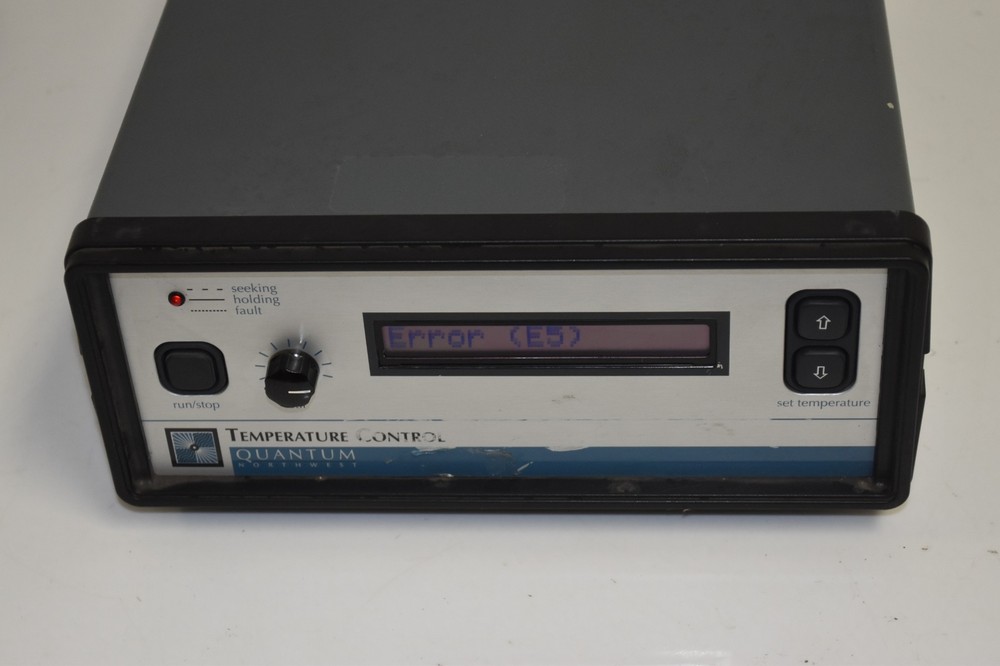 seeking
holding
fault
Error (E5)
run/stop
set temperature
TEMPERATURE CONTROL
QUANTUM
NORTHWEST